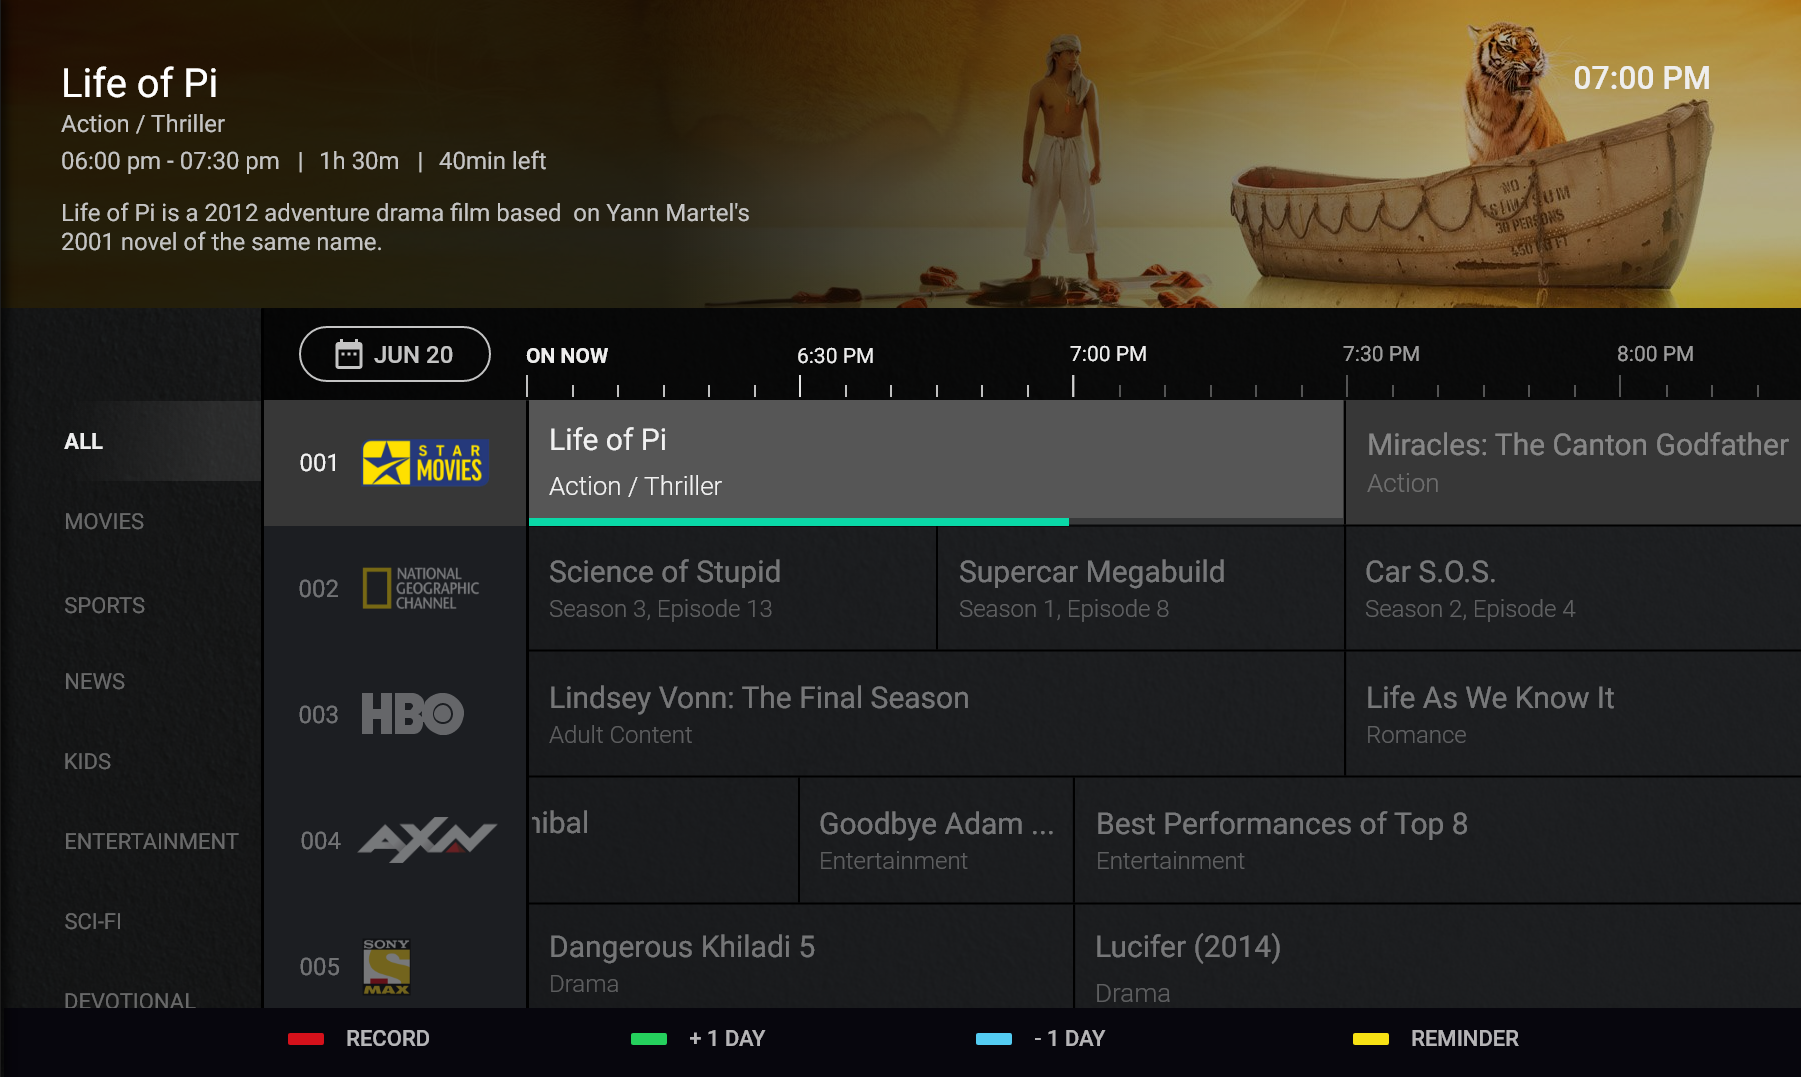 Life of Pi
07:00 PM
Action / Thriller
06:00 pm - 07:30 pm | 1h 30m | 40min left
Life of Pi is a 2012 adventure drama film based on Yann Martel's
2001 novel of the same name.
30 PERSONS
JUN 20
ON NOW
6:30 PM
7:00 PM
7:30 PM
8:00 PM
ALL
MOVIES
SPORTS
NEWS
KIDS
ENTERTAINMENT
SCI-FI
DEVOTIONAL
001
STAR
MOVIES
Life of Pi
Action / Thriller
Miracles: The Canton Godfather
Action
002
NATIONAL
GEOGRAPHIC
CHANNEL
Science of Stupid
Season 3, Episode 13
Supercar Megabuild
Season 1, Episode 8
Car S.O.S.
Season 2, Episode 4
003
HBO
Lindsey Vonn: The Final Season
Adult Content
Life As We Know It
Romance
004
AXN
nibal
Goodbye Adam ...
Entertainment
Best Performances of Top 8
Entertainment
005
SONY
MAX
Dangerous Khiladi 5
Drama
Lucifer (2014)
Drama
RECORD
+ 1 DAY
- 1 DAY
REMINDER